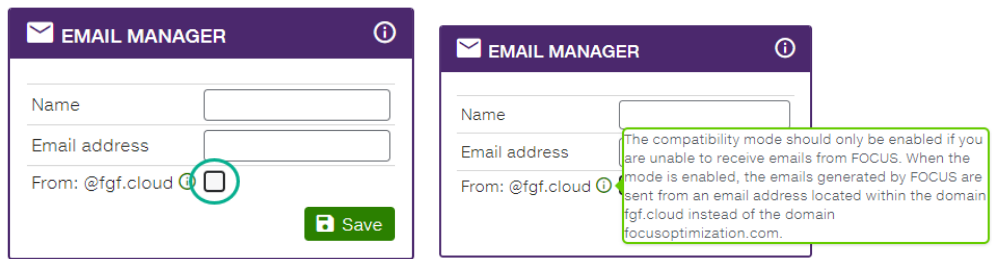 EMAIL MANAGER
Name
Email address
From: @fgf.cloud
Save
EMAIL MANAGER
Name
Email address
From: @fgf.cloud
The compatibility mode should only be enabled if you
are unable to receive emails from FOCUS. When the
mode is enabled, the emails generated by FOCUS are
sent from an email address located within the domain
fgf.cloud instead of the domain
focusoptimization.com.